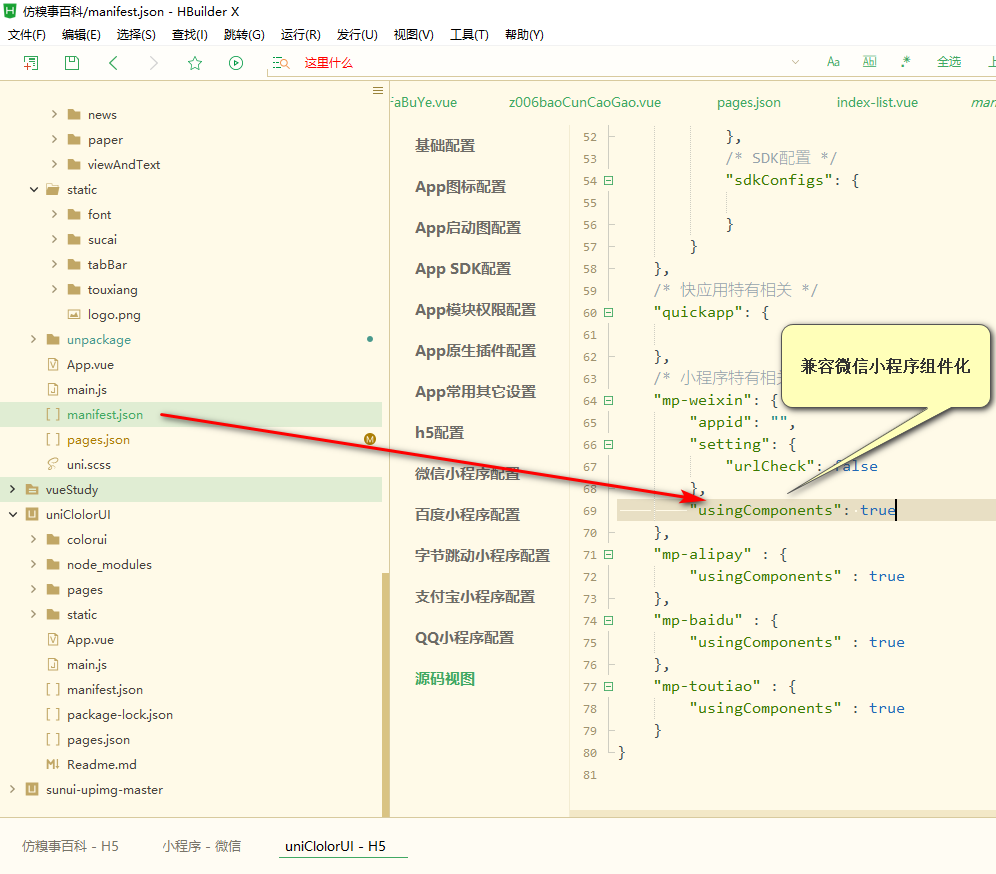 仿糗事百科/manifest.json - HBuilder X
文件(F) 编辑(E) 选择(S) 查找(I) 跳转(G) 运行(R) 发行(U) 视图(V) 工具(T) 帮助(Y)
这里什么 Aa Ab| .* 全选
FaBuYe.vue z006baoCunCaoGao.vue pages.json index-list.vue
news
paper
viewAndText
static
font
sucai
tabBar
touxiang
logo.png
unpackage
App.vue
main.js
[ ] manifest.json
[ ] pages.json M
uni.scss
vueStudy
U uniClolorUI
colorui
node_modules
pages
static
App.vue
main.js
[ ] manifest.json
[ ] package-lock.json
[ ] pages.json
M↓ Readme.md
U sunui-upimg-master
基础配置
App图标配置
App启动图配置
App SDK配置
App模块权限配置
App原生插件配置
App常用其它设置
h5配置
微信小程序配置
百度小程序配置
字节跳动小程序配置
支付宝小程序配置
QQ小程序配置
源码视图
52 },
53 /* SDK配置 */
54 "sdkConfigs": {
55
56 }
57 }
58 },
59 /* 快应用特有相关 */
60 "quickapp": {
61
62 },
63 /* 小程序特有相关
64 "mp-weixin": {
65 "appid": "",
66 "setting": {
67 "urlCheck": false
68 },
69 "usingComponents": true
70 },
71 "mp-alipay" : {
72 "usingComponents" : true
73 },
74 "mp-baidu" : {
75 "usingComponents" : true
76 },
77 "mp-toutiao" : {
78 "usingComponents" : true
79 }
80 }
81
兼容微信小程序组件化
仿糗事百科 - H5 小程序 - 微信 uniClolorUI - H5